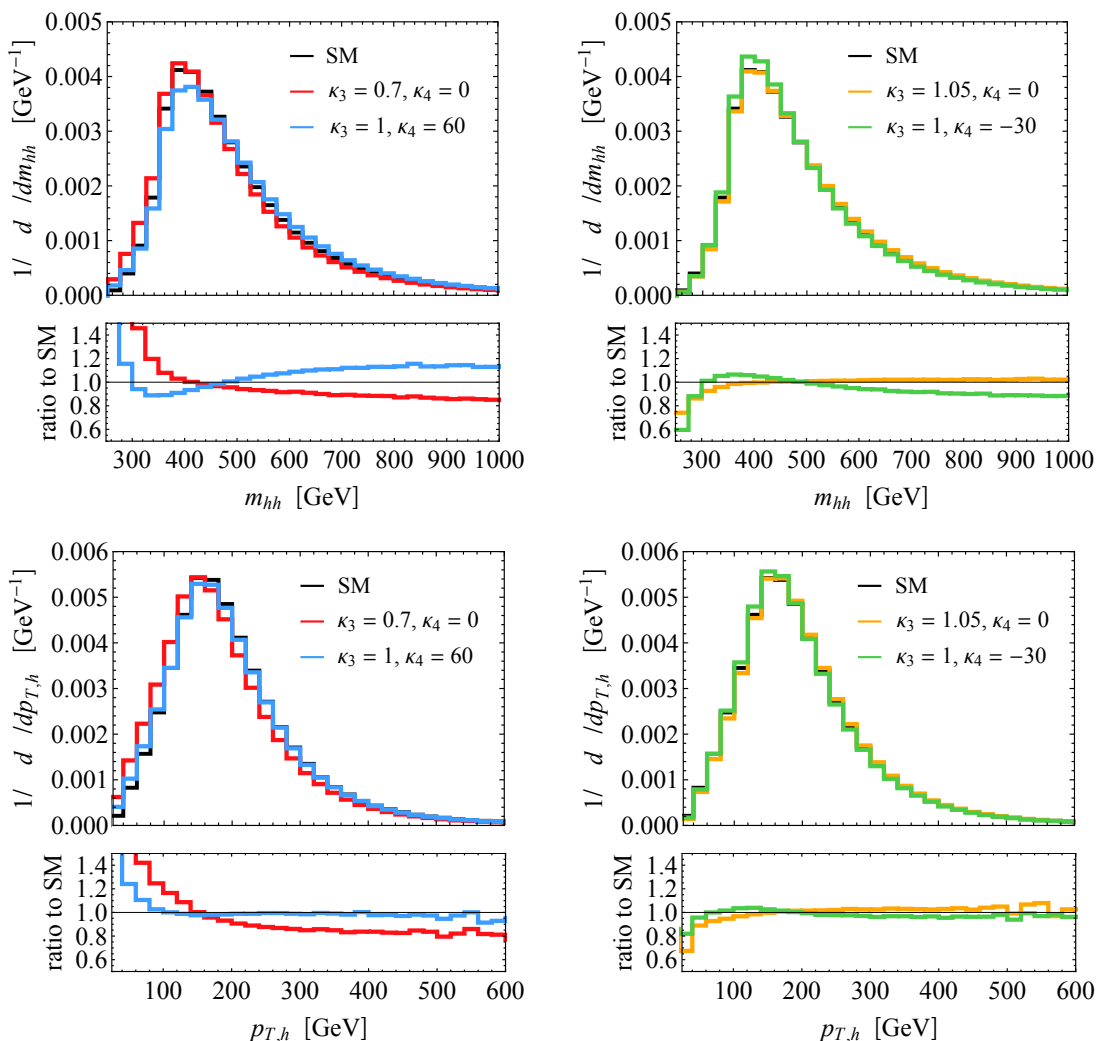 1/ d /dm_hh [GeV⁻¹]
0.005
0.004
0.003
0.002
0.001
0.000
SM
κ₃ = 0.7, κ₄ = 0
κ₃ = 1, κ₄ = 60
ratio to SM
1.4
1.2
1.0
0.8
0.6
300 400 500 600 700 800 900 1000
m_hh [GeV]
1/ d /dm_hh [GeV⁻¹]
0.005
0.004
0.003
0.002
0.001
0.000
SM
κ₃ = 1.05, κ₄ = 0
κ₃ = 1, κ₄ = −30
ratio to SM
1.4
1.2
1.0
0.8
0.6
300 400 500 600 700 800 900 1000
m_hh [GeV]
1/ d /dp_T,h [GeV⁻¹]
0.006
0.005
0.004
0.003
0.002
0.001
0.000
SM
κ₃ = 0.7, κ₄ = 0
κ₃ = 1, κ₄ = 60
ratio to SM
1.4
1.2
1.0
0.8
0.6
100 200 300 400 500 600
p_T,h [GeV]
1/ d /dp_T,h [GeV⁻¹]
0.006
0.005
0.004
0.003
0.002
0.001
0.000
SM
κ₃ = 1.05, κ₄ = 0
κ₃ = 1, κ₄ = −30
ratio to SM
1.4
1.2
1.0
0.8
0.6
100 200 300 400 500 600
p_T,h [GeV]